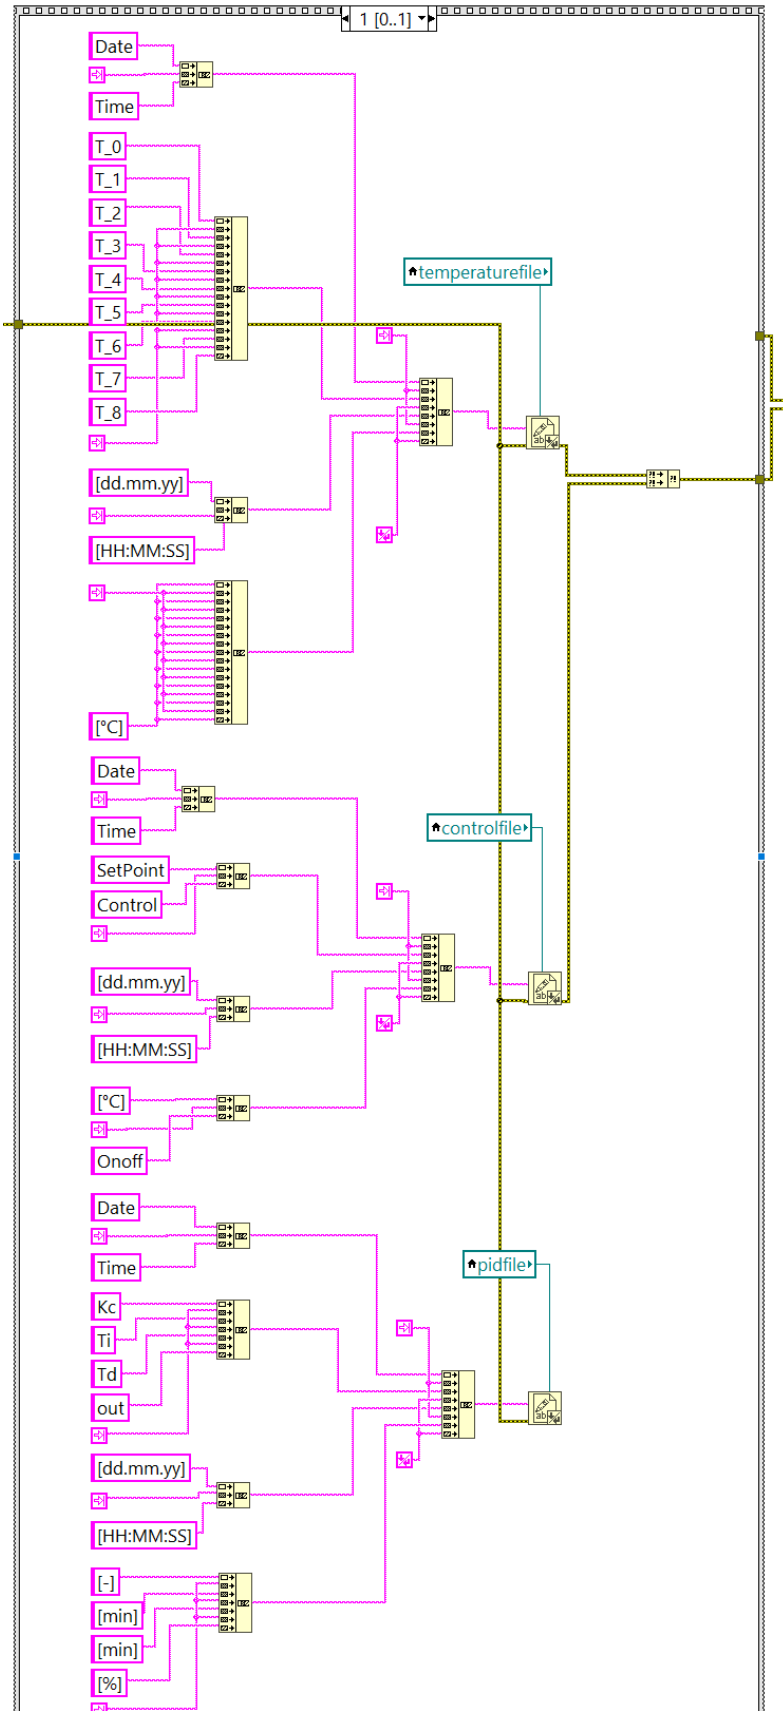 1 [0..1]
Date
Time
T_0
T_1
T_2
T_3
temperaturefile
T_4
T_5
T_6
T_7
T_8
[dd.mm.yy]
[HH:MM:SS]
[°C]
Date
Time
controlfile
SetPoint
Control
[dd.mm.yy]
[HH:MM:SS]
[°C]
Onoff
Date
Time
pidfile
Kc
Ti
Td
out
[dd.mm.yy]
[HH:MM:SS]
[-]
[min]
[min]
[%]